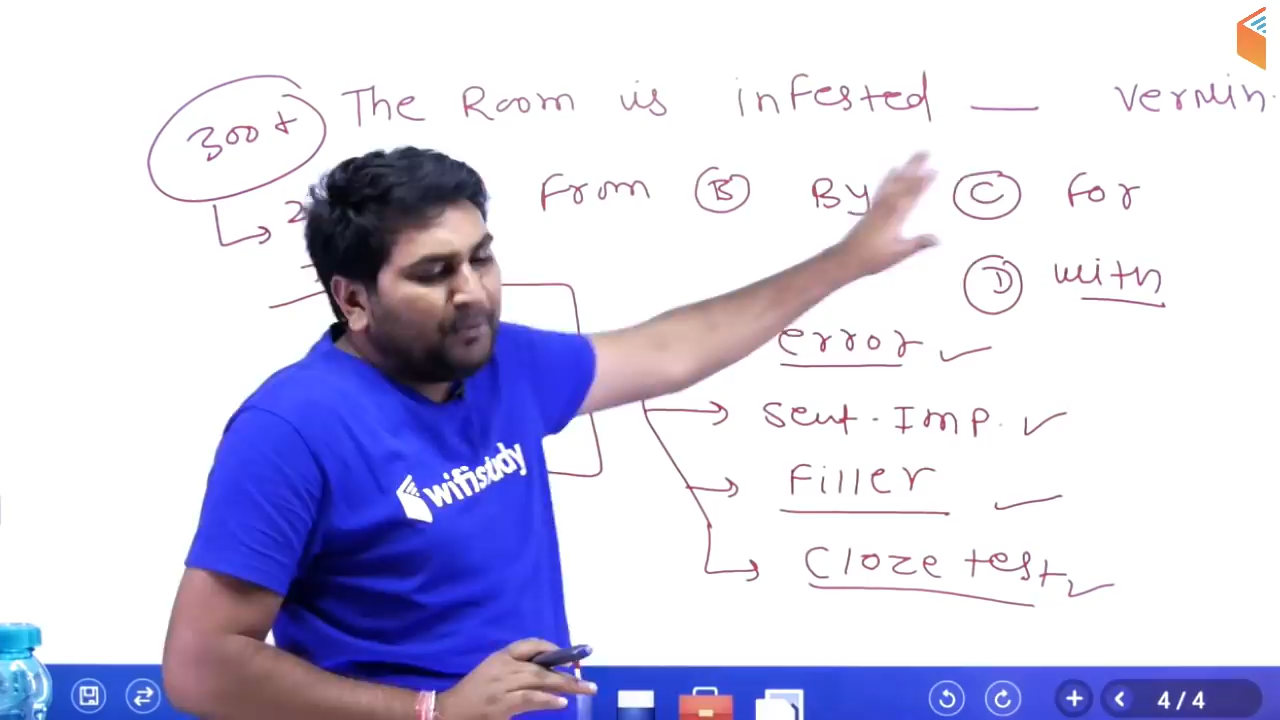 300+ The Room is infested ___ vermin.
2 From (B) By (C) For
(D) with
error ✓
Sent. Imp. ✓
Filler ✓
Cloze test ✓
wifistudy
4 / 4